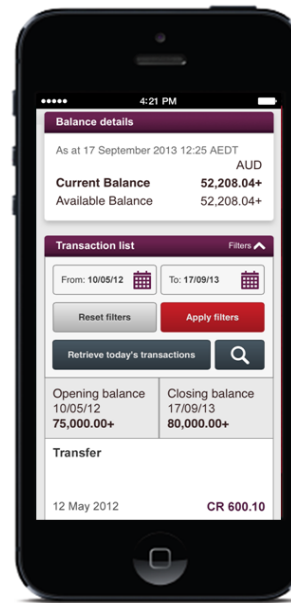 4:21 PM
Balance details
As at 17 September 2013 12:25 AEDT
AUD
Current Balance 52,208.04+
Available Balance 52,208.04+
Transaction list Filters
From: 10/05/12 To: 17/09/13
Reset filters Apply filters
Retrieve today's transactions
Opening balance Closing balance
10/05/12 17/09/13
75,000.00+ 80,000.00+
Transfer
12 May 2012 CR 600.10